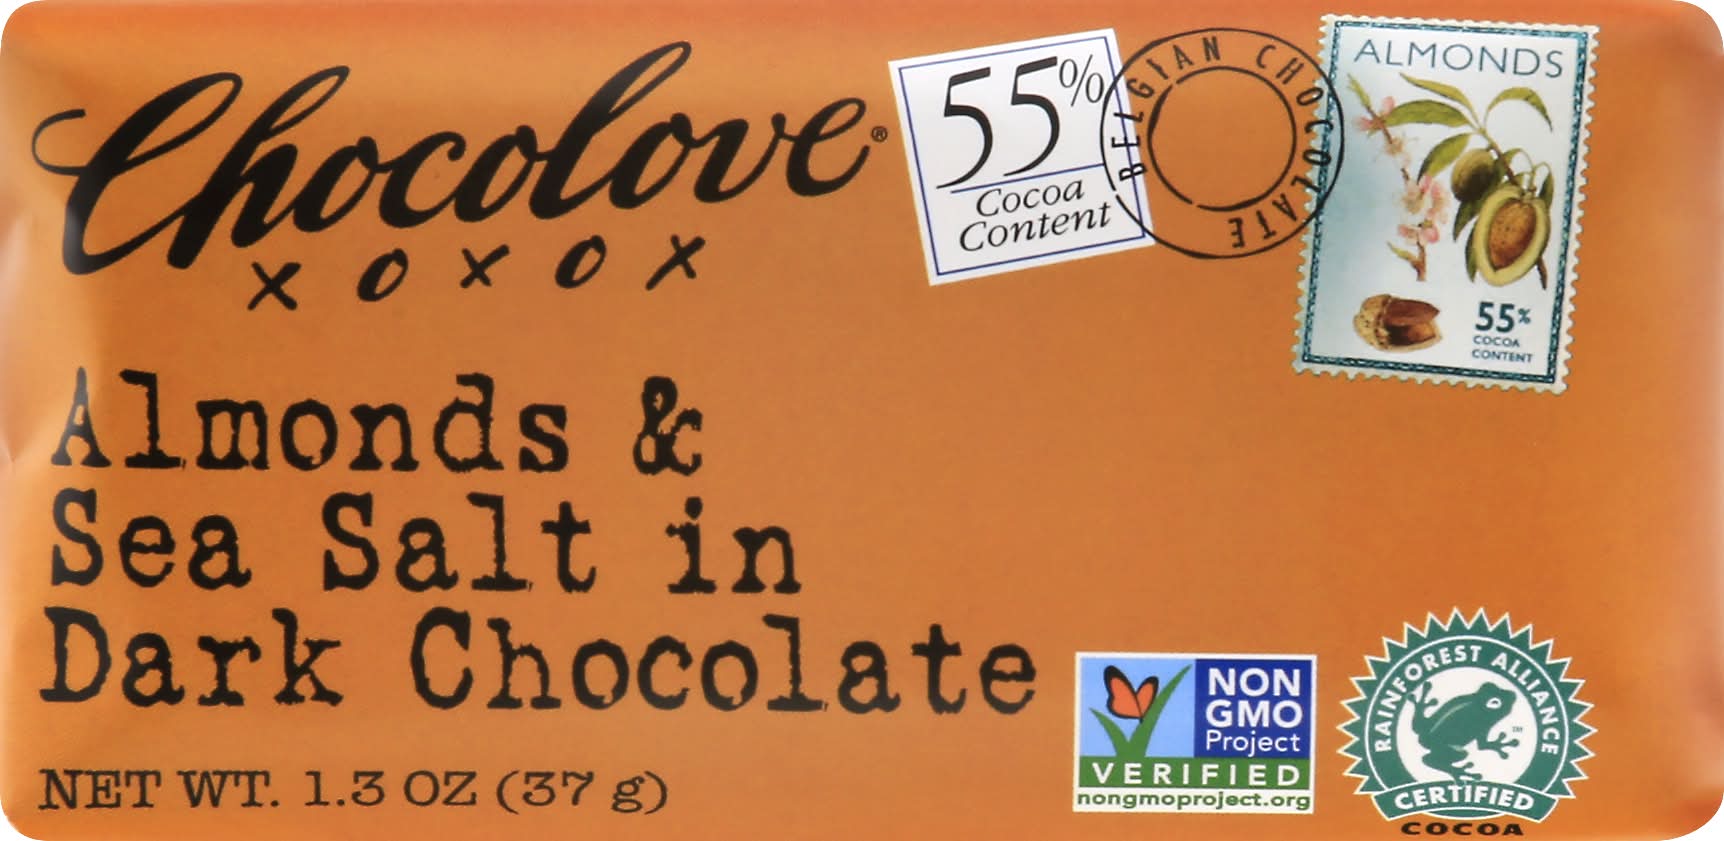 Chocolove®
XOXOX
55%
Cocoa
Content
BELGIAN CHOCOLATE
ALMONDS
55%
COCOA
CONTENT
Almonds &
Sea Salt in
Dark Chocolate
NET WT. 1.3 OZ (37 g)
NON
GMO
Project
VERIFIED
nongmoproject.org
RAINFOREST ALLIANCE
TM
CERTIFIED
COCOA